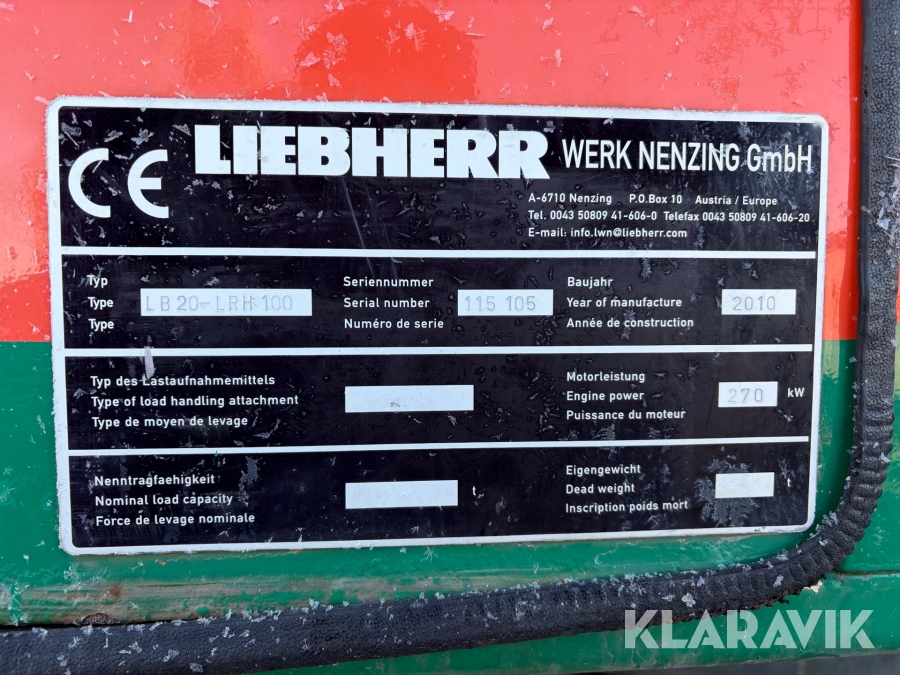 CE LIEBHERR WERK NENZING GmbH
A-6710 Nenzing P.O.Box 10 Austria / Europe
Tel. 0043 50809 41-606-0 Telefax 0043 50809 41-606-20
E-mail: info.lwn@liebherr.com
Typ
Type LB 20-LRH 100
Type
Seriennummer
Serial number 115 105
Numéro de serie
Baujahr
Year of manufacture 2010
Année de construction
Typ des Lastaufnahmemittels
Type of load handling attachment
Type de moyen de levage
Motorleistung
Engine power 270 kW
Puissance du moteur
Nenntragfaehigkeit
Nominal load capacity t
Force de levage nominale
Eigengewicht
Dead weight t
Inscription poids mort
KLARAVIK